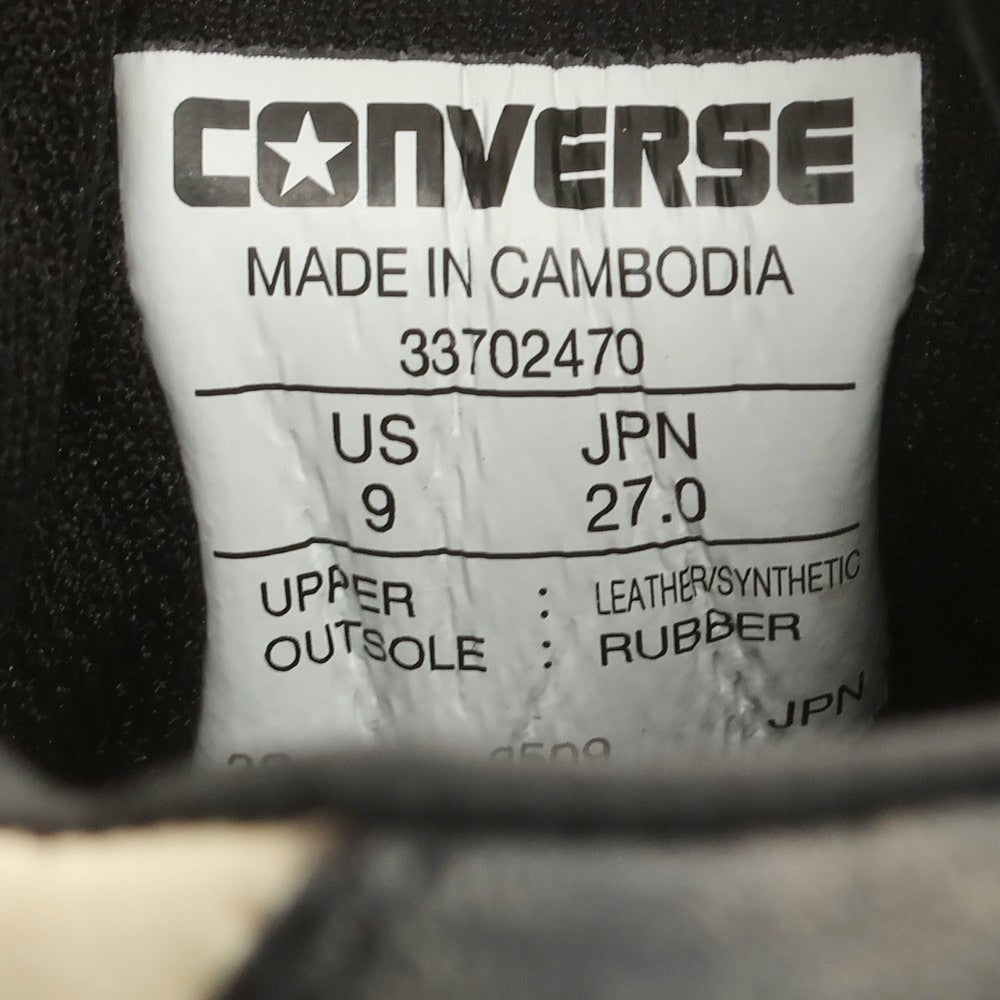 CONVERSE
MADE IN CAMBODIA
33702470
US JPN
9 27.0
UPPER : LEATHER/SYNTHETIC
OUTSOLE : RUBBER
JPN